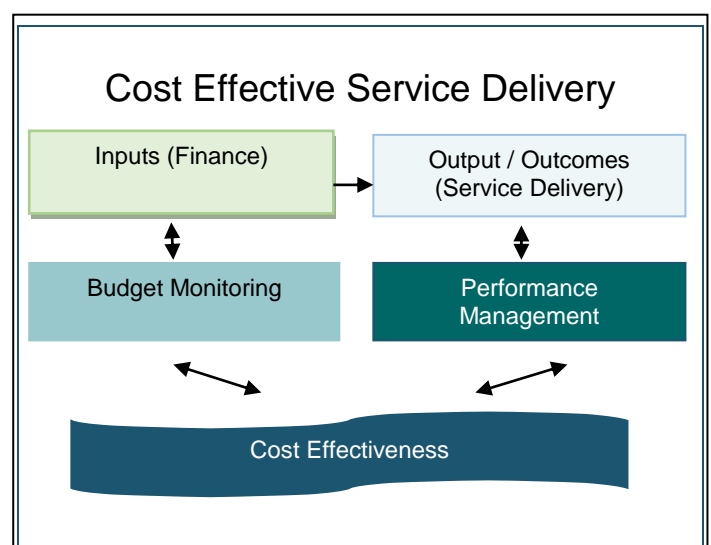 Cost Effective Service Delivery
Inputs (Finance)
Output / Outcomes
(Service Delivery)
Budget Monitoring
Performance
Management
Cost Effectiveness